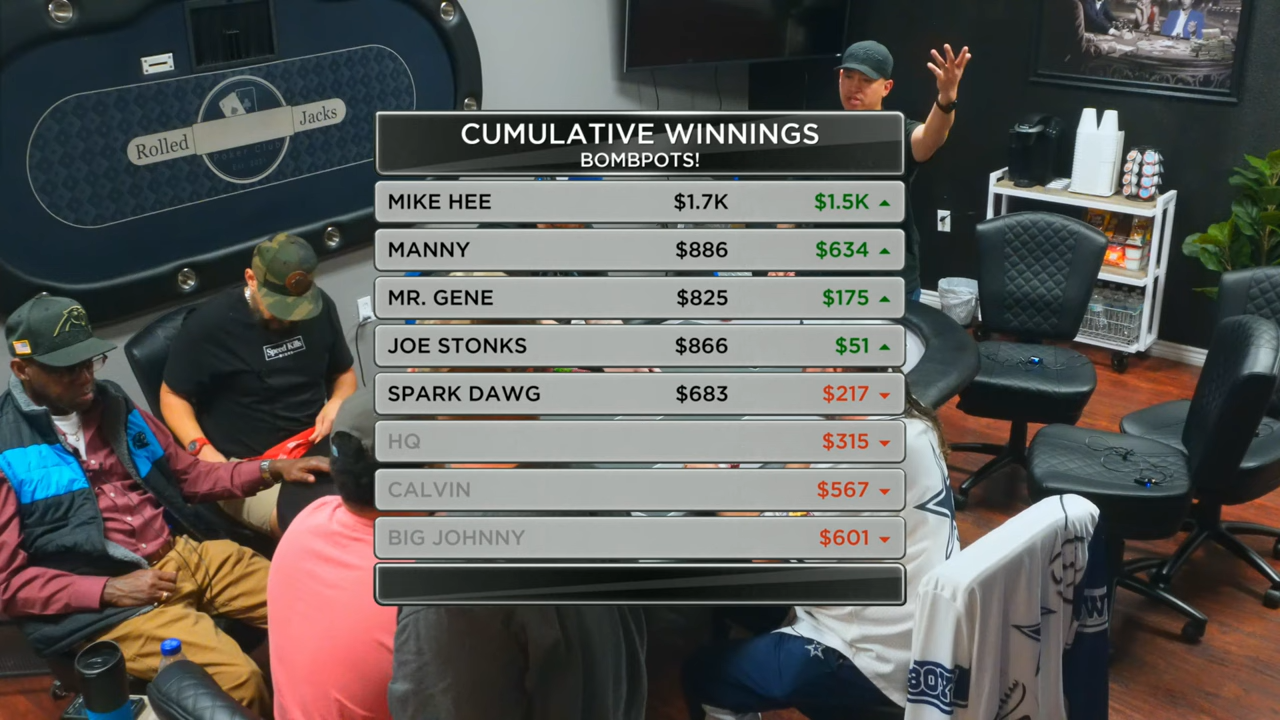 Rolled Jacks
CUMULATIVE WINNINGS
BOMBPOTS!
MIKE HEE $1.7K $1.5K
MANNY $886 $634
MR. GENE $825 $175
JOE STONKS $866 $51
SPARK DAWG $683 $217
HQ $315
CALVIN $567
BIG JOHNNY $601
Speed Kills